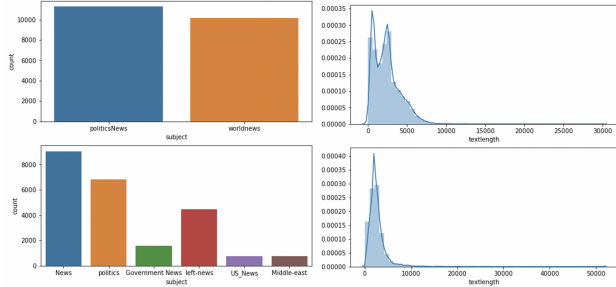 10000
8000
6000
4000
2000
0
count
politicsNews worldnews
subject
0.00035
0.00030
0.00025
0.00020
0.00015
0.00010
0.00005
0.00000
0 5000 10000 15000 20000 25000 30000
textlength
8000
6000
4000
2000
0
count
News politics Government News left-news US_News Middle-east
subject
0.00040
0.00035
0.00030
0.00025
0.00020
0.00015
0.00010
0.00005
0.00000
0 10000 20000 30000 40000 50000
textlength